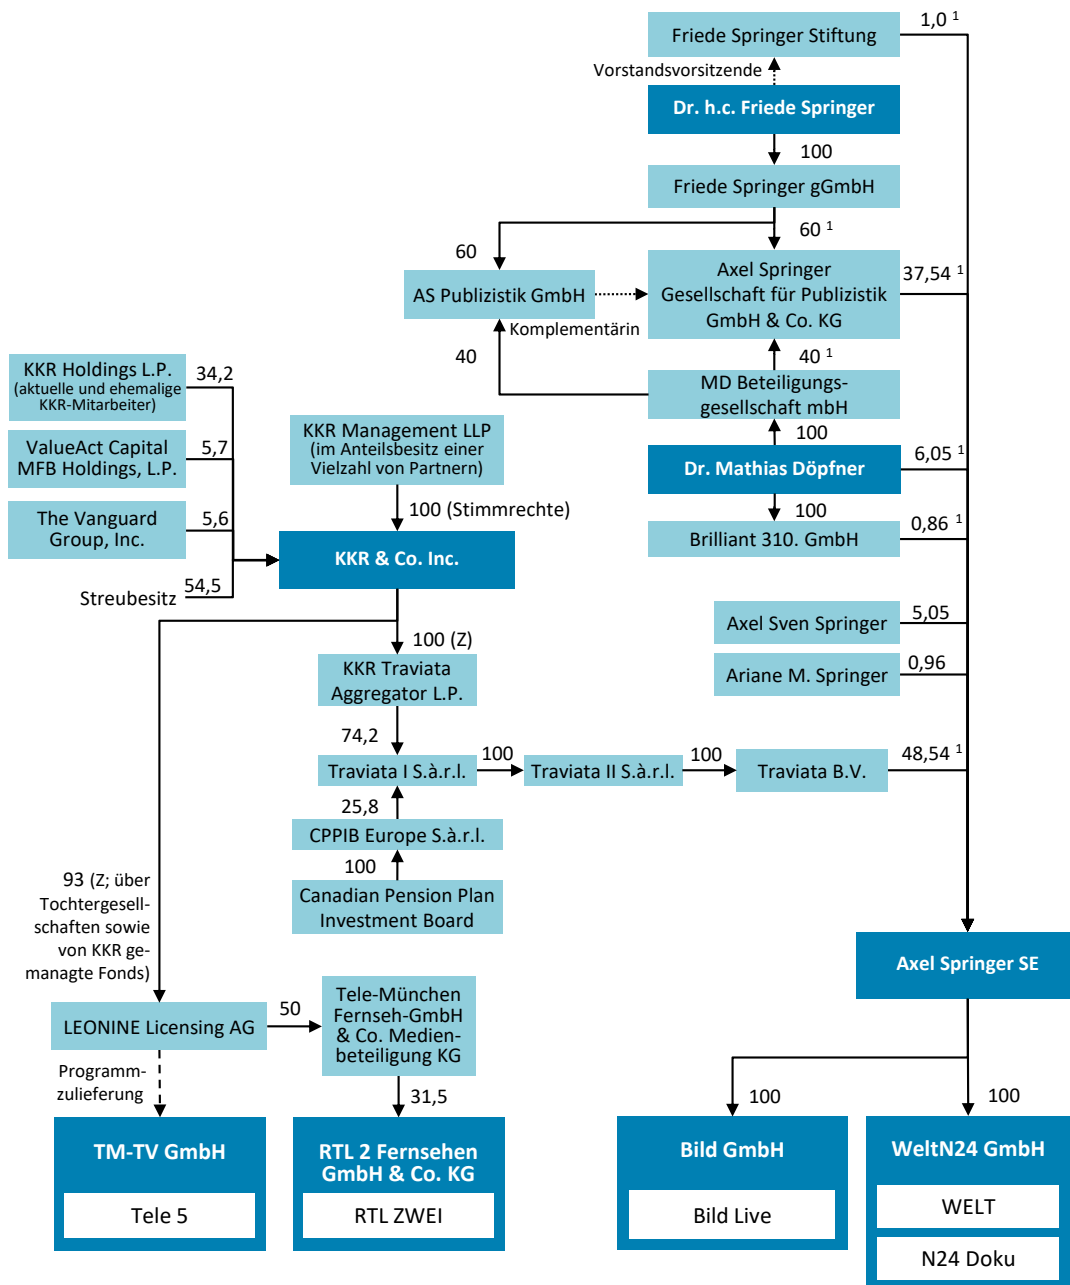 Friede Springer Stiftung
1,0 ¹
Vorstandsvorsitzende
Dr. h.c. Friede Springer
100
Friede Springer gGmbH
60
60 ¹
AS Publizistik GmbH
Komplementärin
Axel Springer
Gesellschaft für Publizistik
GmbH & Co. KG
37,54 ¹
40
40 ¹
MD Beteiligungs-
gesellschaft mbH
100
Dr. Mathias Döpfner
6,05 ¹
100
Brilliant 310. GmbH
0,86 ¹
KKR Holdings L.P.
(aktuelle und ehemalige
KKR-Mitarbeiter)
34,2
ValueAct Capital
MFB Holdings, L.P.
5,7
The Vanguard
Group, Inc.
5,6
Streubesitz
54,5
KKR Management LLP
(im Anteilsbesitz einer
Vielzahl von Partnern)
100 (Stimmrechte)
KKR & Co. Inc.
Axel Sven Springer
5,05
Ariane M. Springer
0,96
100 (Z)
KKR Traviata
Aggregator L.P.
74,2
Traviata I S.à.r.l.
100
Traviata II S.à.r.l.
100
Traviata B.V.
48,54 ¹
25,8
CPPIB Europe S.à.r.l.
100
Canadian Pension Plan
Investment Board
93 (Z; über
Tochtergesell-
schaften sowie
von KKR ge-
managte Fonds)
Axel Springer SE
LEONINE Licensing AG
50
Tele-München
Fernseh-GmbH
& Co. Medien-
beteiligung KG
Programm-
zulieferung
31,5
100
100
TM-TV GmbH
Tele 5
RTL 2 Fernsehen
GmbH & Co. KG
RTL ZWEI
Bild GmbH
Bild Live
WeltN24 GmbH
WELT
N24 Doku